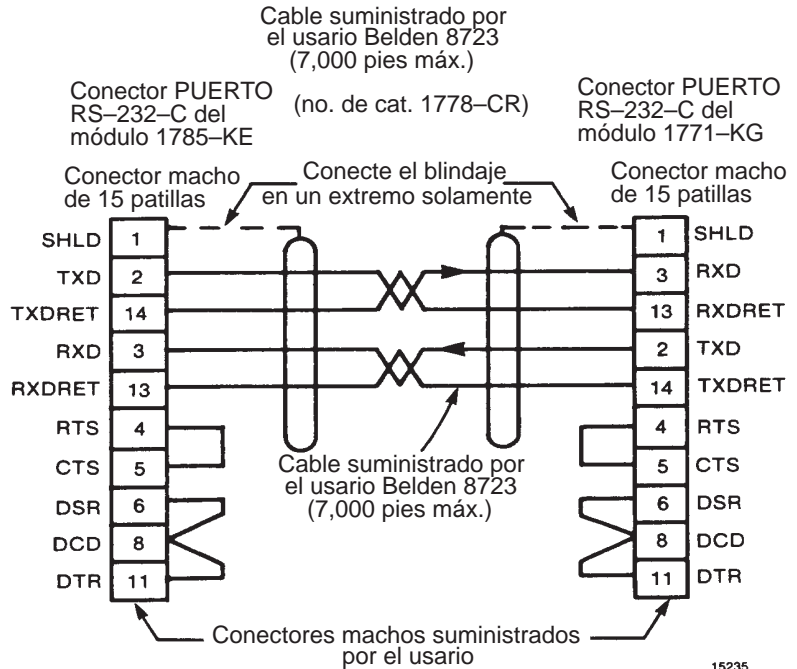 Cable suministrado por
el usario Belden 8723
(7,000 pies máx.)
(no. de cat. 1778–CR)
Conector PUERTO
RS–232–C del
módulo 1785–KE
Conector PUERTO
RS–232–C del
módulo 1771–KG
Conector macho
de 15 patillas
Conecte el blindaje
en un extremo solamente
Conector macho
de 15 patillas
SHLD 1
TXD 2
TXDRET 14
RXD 3
RXDRET 13
RTS 4
CTS 5
DSR 6
DCD 8
DTR 11
1 SHLD
3 RXD
13 RXDRET
2 TXD
14 TXDRET
4 RTS
5 CTS
6 DSR
8 DCD
11 DTR
Cable suministrado por
el usario Belden 8723
(7,000 pies máx.)
Conectores machos suministrados
por el usario
15235